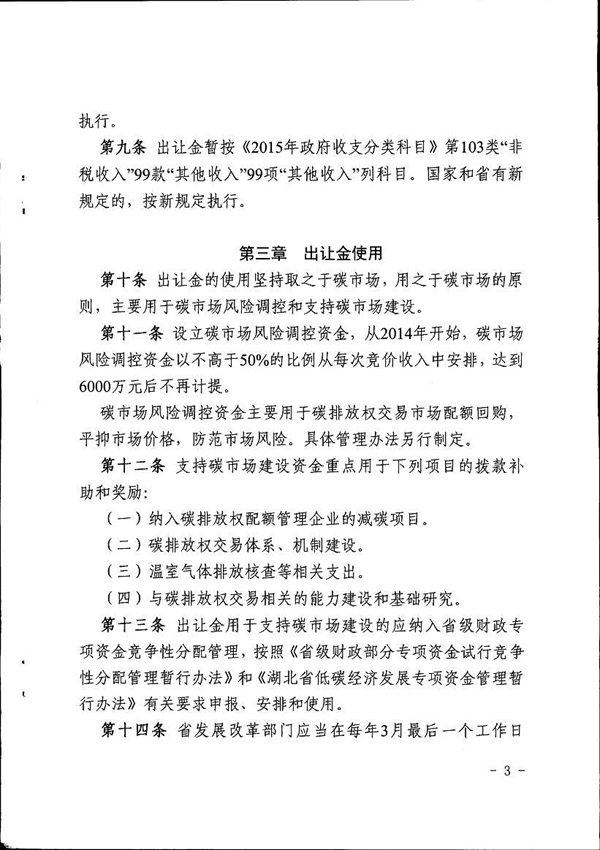 执行。
第九条 出让金暂按《2015年政府收支分类科目》第103类“非
税收入”99款“其他收入”99项“其他收入”列科目。国家和省有新
规定的，按新规定执行。
第三章 出让金使用
第十条 出让金的使用坚持取之于碳市场，用之于碳市场的原
则，主要用于碳市场风险调控和支持碳市场建设。
第十一条 设立碳市场风险调控资金，从2014年开始，碳市场
风险调控资金以不高于50%的比例从每次竞价收入中安排，达到
6000万元后不再计提。
碳市场风险调控资金主要用于碳排放权交易市场配额回购，
平抑市场价格，防范市场风险。具体管理办法另行制定。
第十二条 支持碳市场建设资金重点用于下列项目的拨款补
助和奖励：
（一）纳入碳排放权配额管理企业的减碳项目。
（二）碳排放权交易体系、机制建设。
（三）温室气体排放核查等相关支出。
（四）与碳排放权交易相关的能力建设和基础研究。
第十三条 出让金用于支持碳市场建设的应纳入省级财政专
项资金竞争性分配管理，按照《省级财政部分专项资金试行竞争
性分配管理暂行办法》和《湖北省低碳经济发展专项资金管理暂
行办法》有关要求申报、安排和使用。
第十四条 省发展改革部门应当在每年3月最后一个工作日
- 3 -